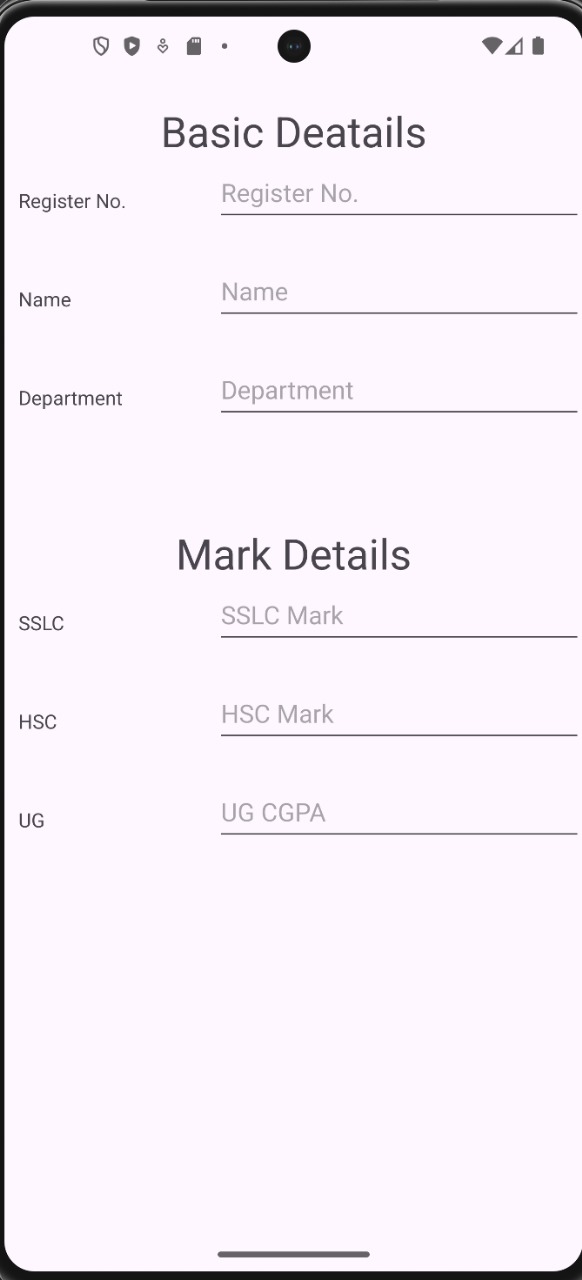 Basic Deatails
Register No. Register No.
Name Name
Department Department
Mark Details
SSLC SSLC Mark
HSC HSC Mark
UG UG CGPA